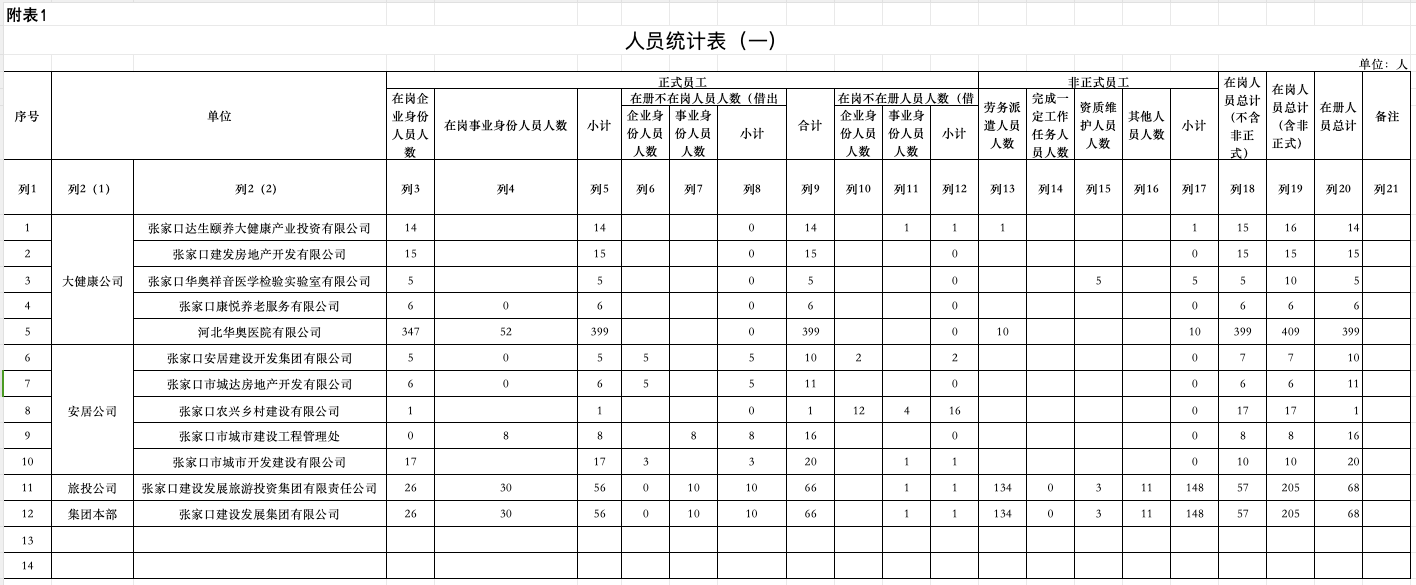 附表1
人员统计表（一）
单位：人
序号 单位 正式员工 非正式员工 在岗人员总计（不含非正式） 在岗人员总计（含非正式） 在册人员总计 备注
在岗企业身份人员人数 在岗事业身份人员人数 小计 在册不在岗人员人数（借出 合计 在岗不在册人员人数（借 劳务派遣人员人数 完成一定工作任务人员人数 资质维护人员人数 其他人员人数 小计
企业身份人员人数 事业身份人员人数 小计 企业身份人员人数 事业身份人员人数 小计
列1 列2（1） 列2（2） 列3 列4 列5 列6 列7 列8 列9 列10 列11 列12 列13 列14 列15 列16 列17 列18 列19 列20 列21
1 大健康公司 张家口达生颐养大健康产业投资有限公司 14 14 0 14 1 1 1 1 15 16 14
2 张家口建发房地产开发有限公司 15 15 0 15 0 0 15 15 15
3 张家口华奥祥音医学检验实验室有限公司 5 5 0 5 0 5 5 5 10 5
4 张家口康悦养老服务有限公司 6 0 6 0 6 0 0 6 6 6
5 河北华奥医院有限公司 347 52 399 0 399 0 10 10 399 409 399
6 安居公司 张家口安居建设开发集团有限公司 5 0 5 5 5 10 2 2 0 7 7 10
7 张家口市城达房地产开发有限公司 6 0 6 5 5 11 0 0 6 6 11
8 张家口农兴乡村建设有限公司 1 1 0 1 12 4 16 0 17 17 1
9 张家口市城市建设工程管理处 0 8 8 8 8 16 0 0 8 8 16
10 张家口市城市开发建设有限公司 17 17 3 3 20 1 1 0 10 10 20
11 旅投公司 张家口建设发展旅游投资集团有限责任公司 26 30 56 0 10 10 66 1 1 134 0 3 11 148 57 205 68
12 集团本部 张家口建设发展集团有限公司 26 30 56 0 10 10 66 1 1 134 0 3 11 148 57 205 68
13
14